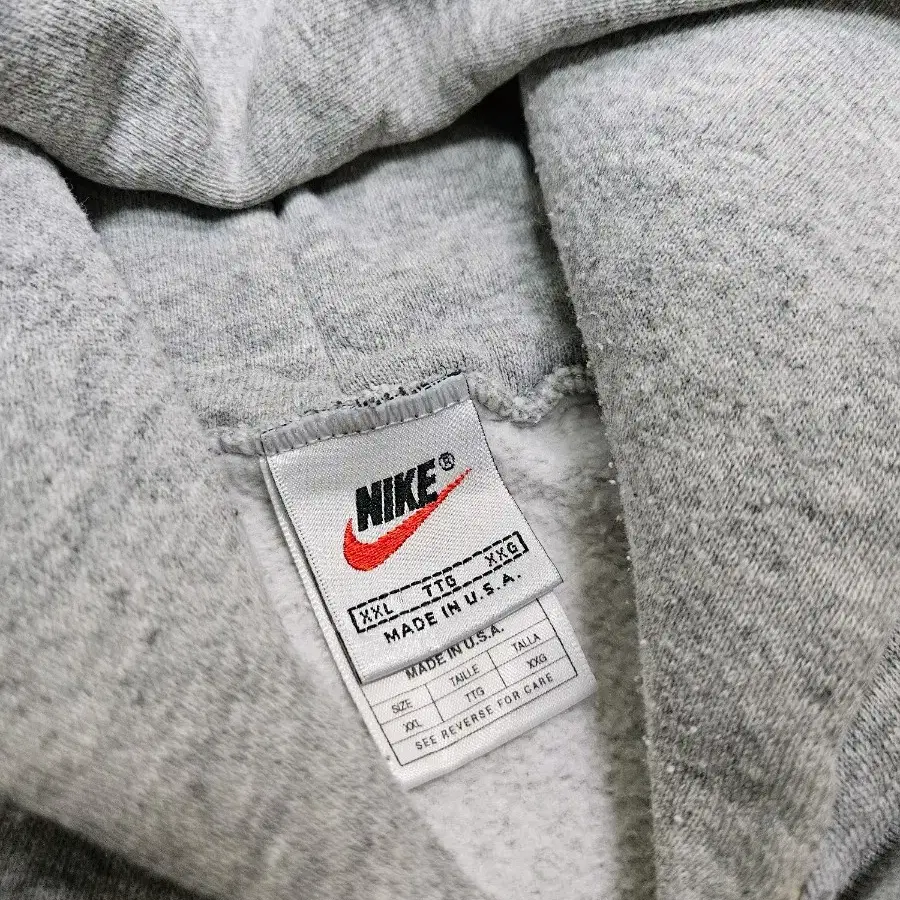 NIKE®
XXL TTG XXG
MADE IN U.S.A.
MADE IN U.S.A.
SIZE TAILLE TALLA
XXL TTG XXG
SEE REVERSE FOR CARE